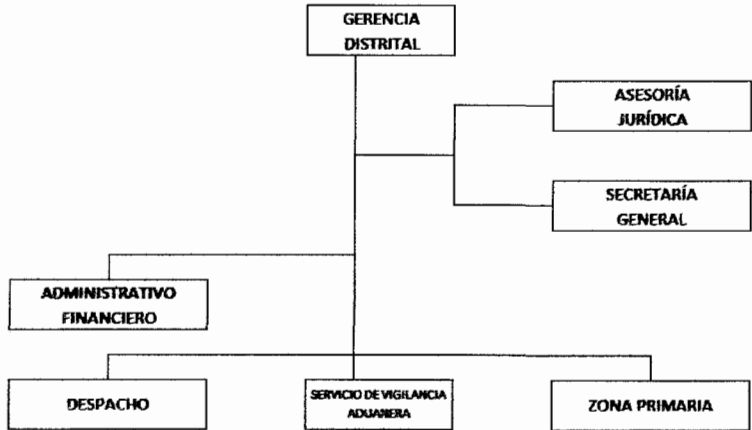 GERENCIA
DISTRITAL
ASESORÍA
JURÍDICA
SECRETARÍA
GENERAL
ADMINISTRATIVO
FINANCIERO
DESPACHO
SERVICIO DE VIGILANCIA
ADUANERA
ZONA PRIMARIA